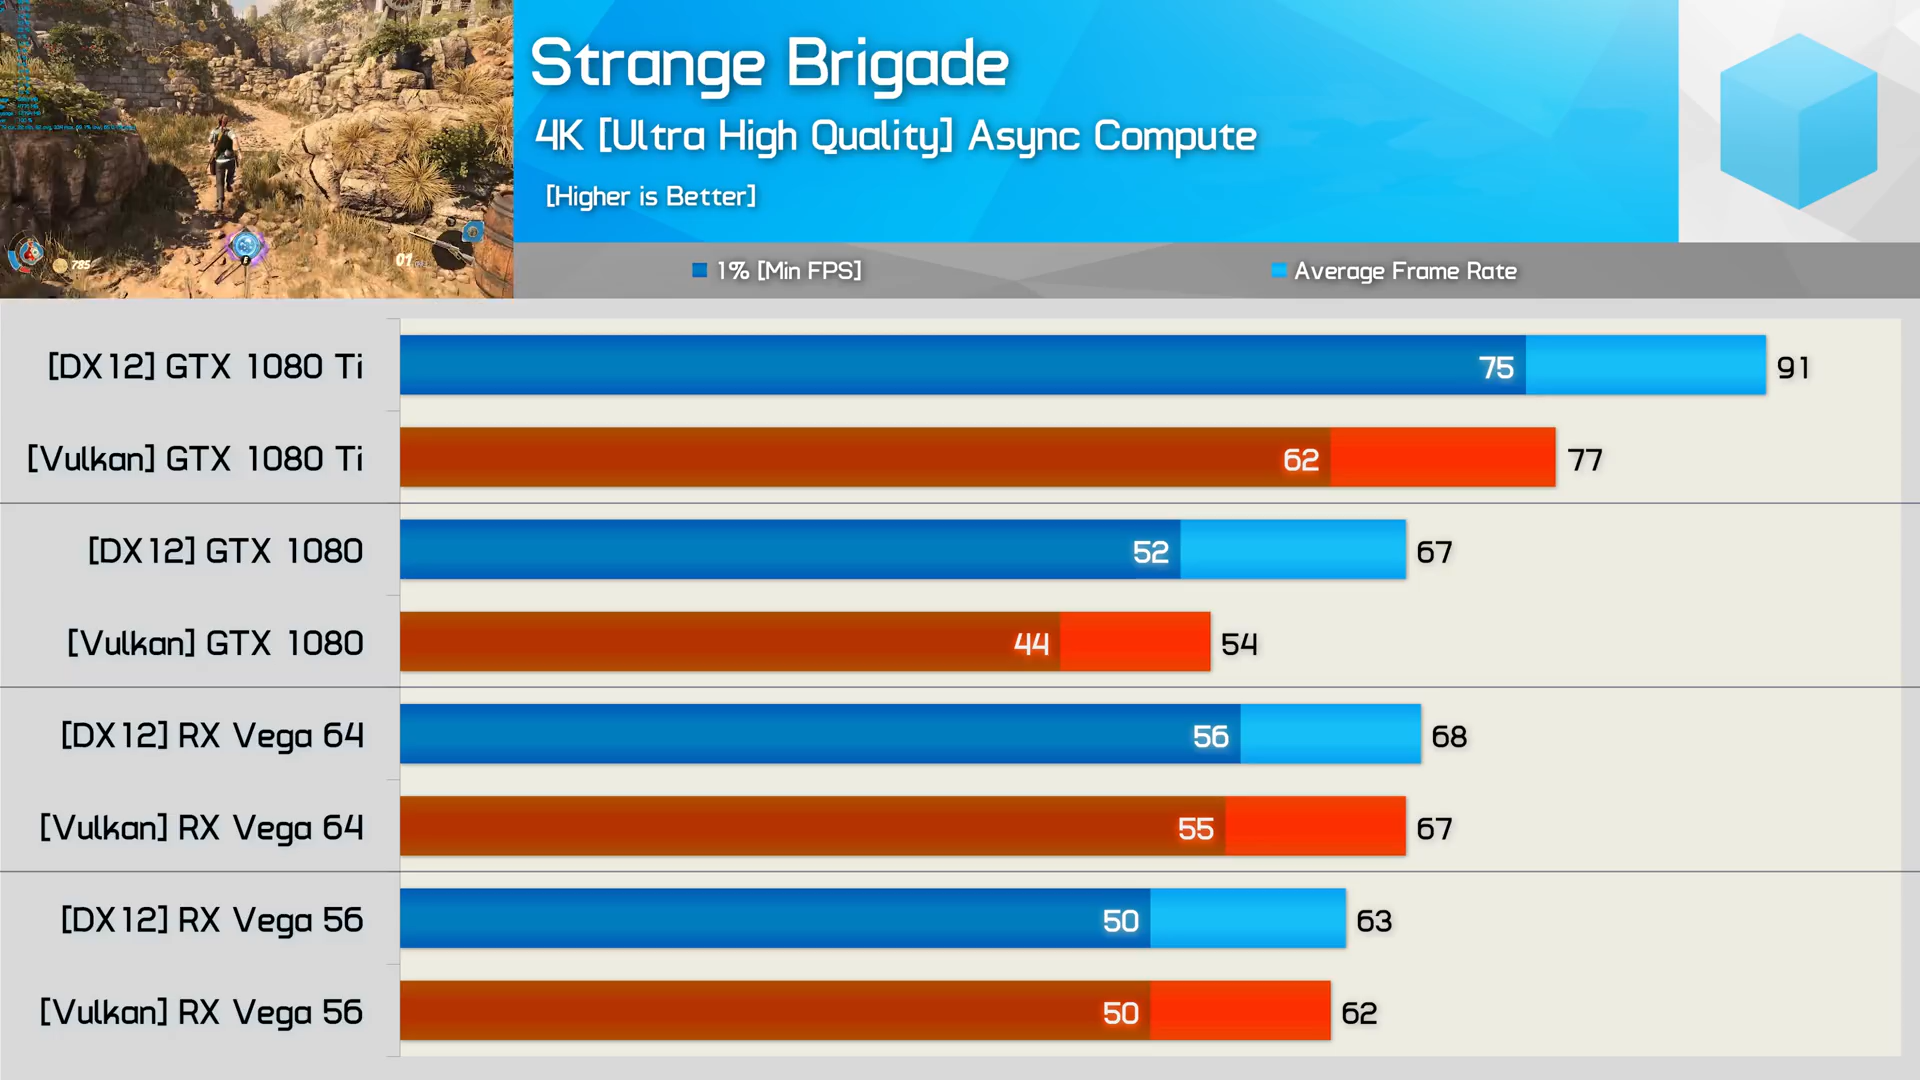 Strange Brigade
4K [Ultra High Quality] Async Compute
[Higher is Better]
1% [Min FPS]
Average Frame Rate
785
01
[DX12] GTX 1080 Ti
75
91
[Vulkan] GTX 1080 Ti
62
77
[DX12] GTX 1080
52
67
[Vulkan] GTX 1080
44
54
[DX12] RX Vega 64
56
68
[Vulkan] RX Vega 64
55
67
[DX12] RX Vega 56
50
63
[Vulkan] RX Vega 56
50
62